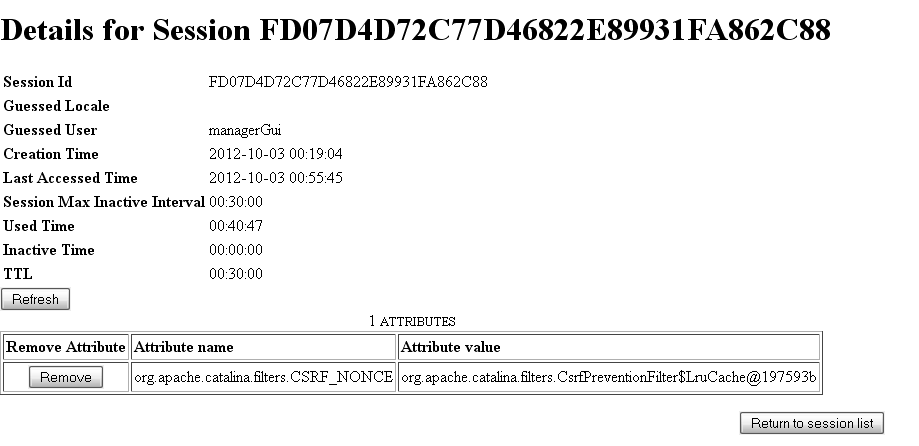 Details for Session FD07D4D72C77D46822E89931FA862C88
Session Id FD07D4D72C77D46822E89931FA862C88
Guessed Locale
Guessed User managerGui
Creation Time 2012-10-03 00:19:04
Last Accessed Time 2012-10-03 00:55:45
Session Max Inactive Interval 00:30:00
Used Time 00:40:47
Inactive Time 00:00:00
TTL 00:30:00
Refresh
1 ATTRIBUTES
Remove Attribute Attribute name Attribute value
Remove org.apache.catalina.filters.CSRF_NONCE org.apache.catalina.filters.CsrfPreventionFilter$LruCache@197593b
Return to session list